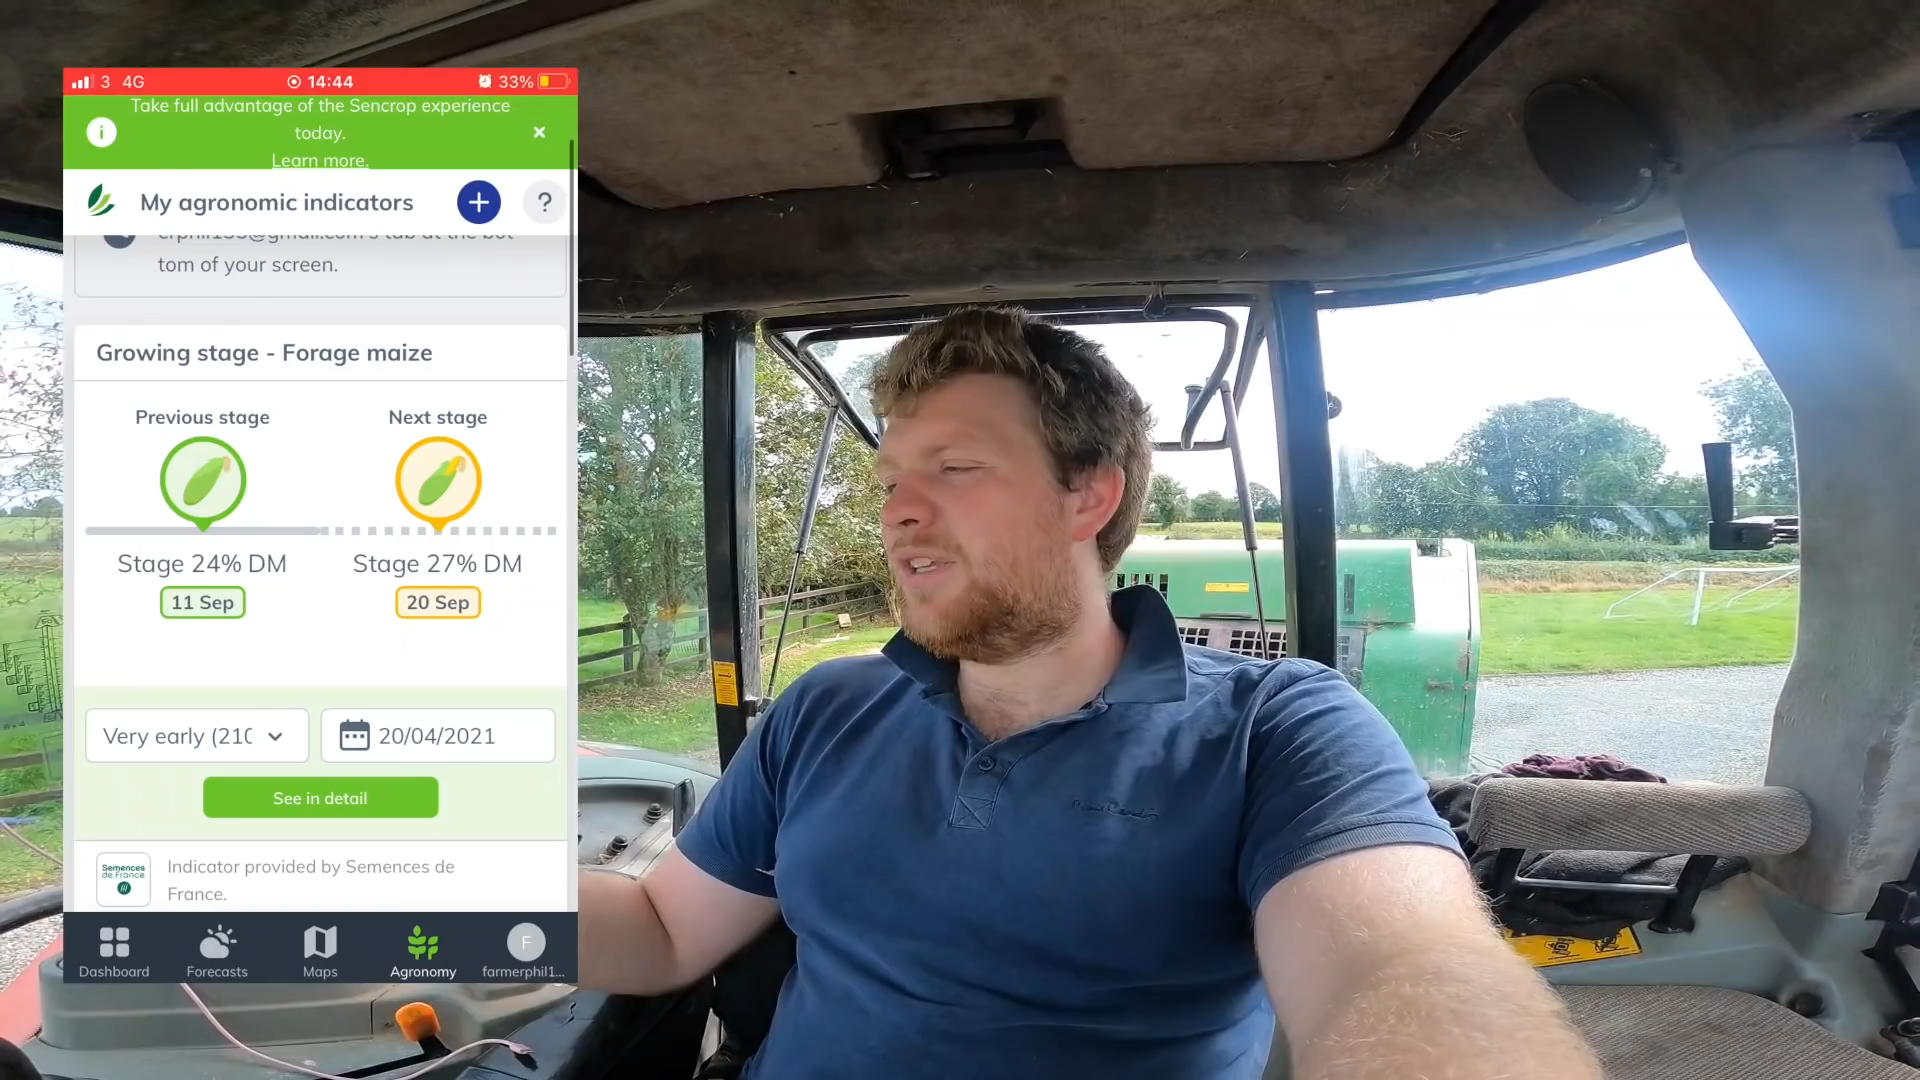 3 4G 14:44 33%
Take full advantage of the Sencrop experience
today.
Learn more.
i
My agronomic indicators + ?
tom of your screen.
Growing stage - Forage maize
Previous stage Next stage
Stage 24% DM Stage 27% DM
11 Sep 20 Sep
Very early (210 20/04/2021
See in detail
Semences
de France
Indicator provided by Semences de
France.
F
Dashboard Forecasts Maps Agronomy farmerphil1...